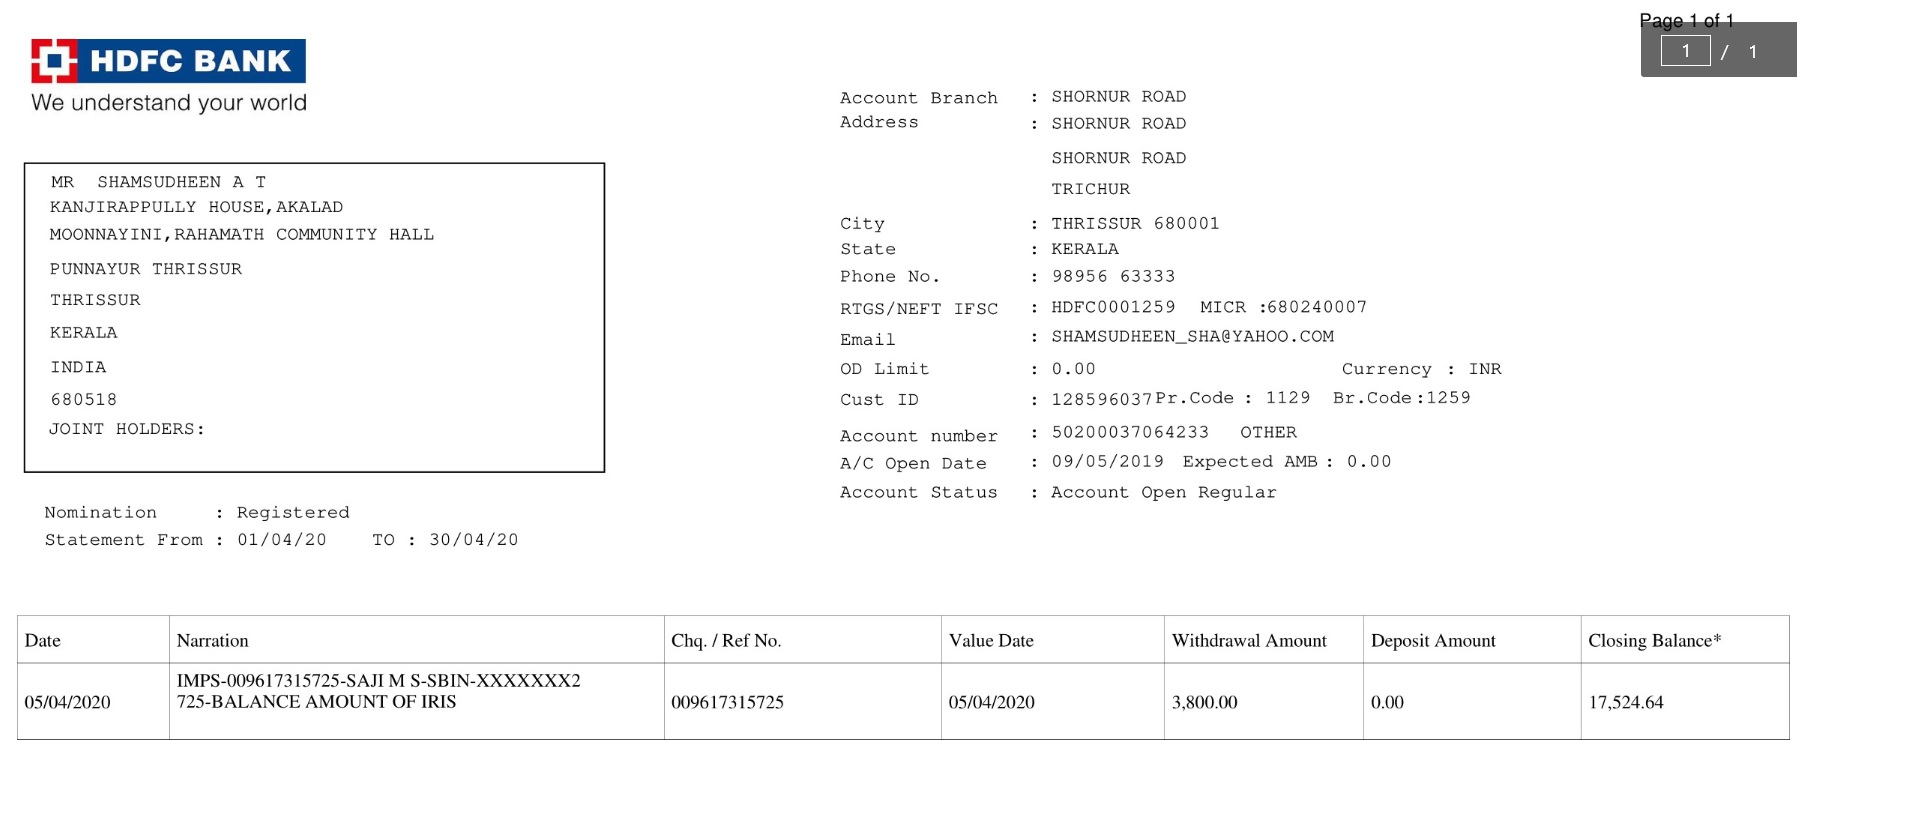 Page 1 of 1
1 / 1
HDFC BANK
We understand your world
MR SHAMSUDHEEN A T
KANJIRAPPULLY HOUSE,AKALAD
MOONNAYINI,RAHAMATH COMMUNITY HALL
PUNNAYUR THRISSUR
THRISSUR
KERALA
INDIA
680518
JOINT HOLDERS:
Nomination : Registered
Statement From : 01/04/20 TO : 30/04/20
Account Branch : SHORNUR ROAD
Address : SHORNUR ROAD
SHORNUR ROAD
TRICHUR
City : THRISSUR 680001
State : KERALA
Phone No. : 98956 63333
RTGS/NEFT IFSC : HDFC0001259 MICR :680240007
Email : SHAMSUDHEEN_SHA@YAHOO.COM
OD Limit : 0.00 Currency : INR
Cust ID : 128596037 Pr.Code : 1129 Br.Code:1259
Account number : 50200037064233 OTHER
A/C Open Date : 09/05/2019 Expected AMB : 0.00
Account Status : Account Open Regular
Date Narration Chq. / Ref No. Value Date Withdrawal Amount Deposit Amount Closing Balance*
05/04/2020 IMPS-009617315725-SAJI M S-SBIN-XXXXXXX2
725-BALANCE AMOUNT OF IRIS 009617315725 05/04/2020 3,800.00 0.00 17,524.64